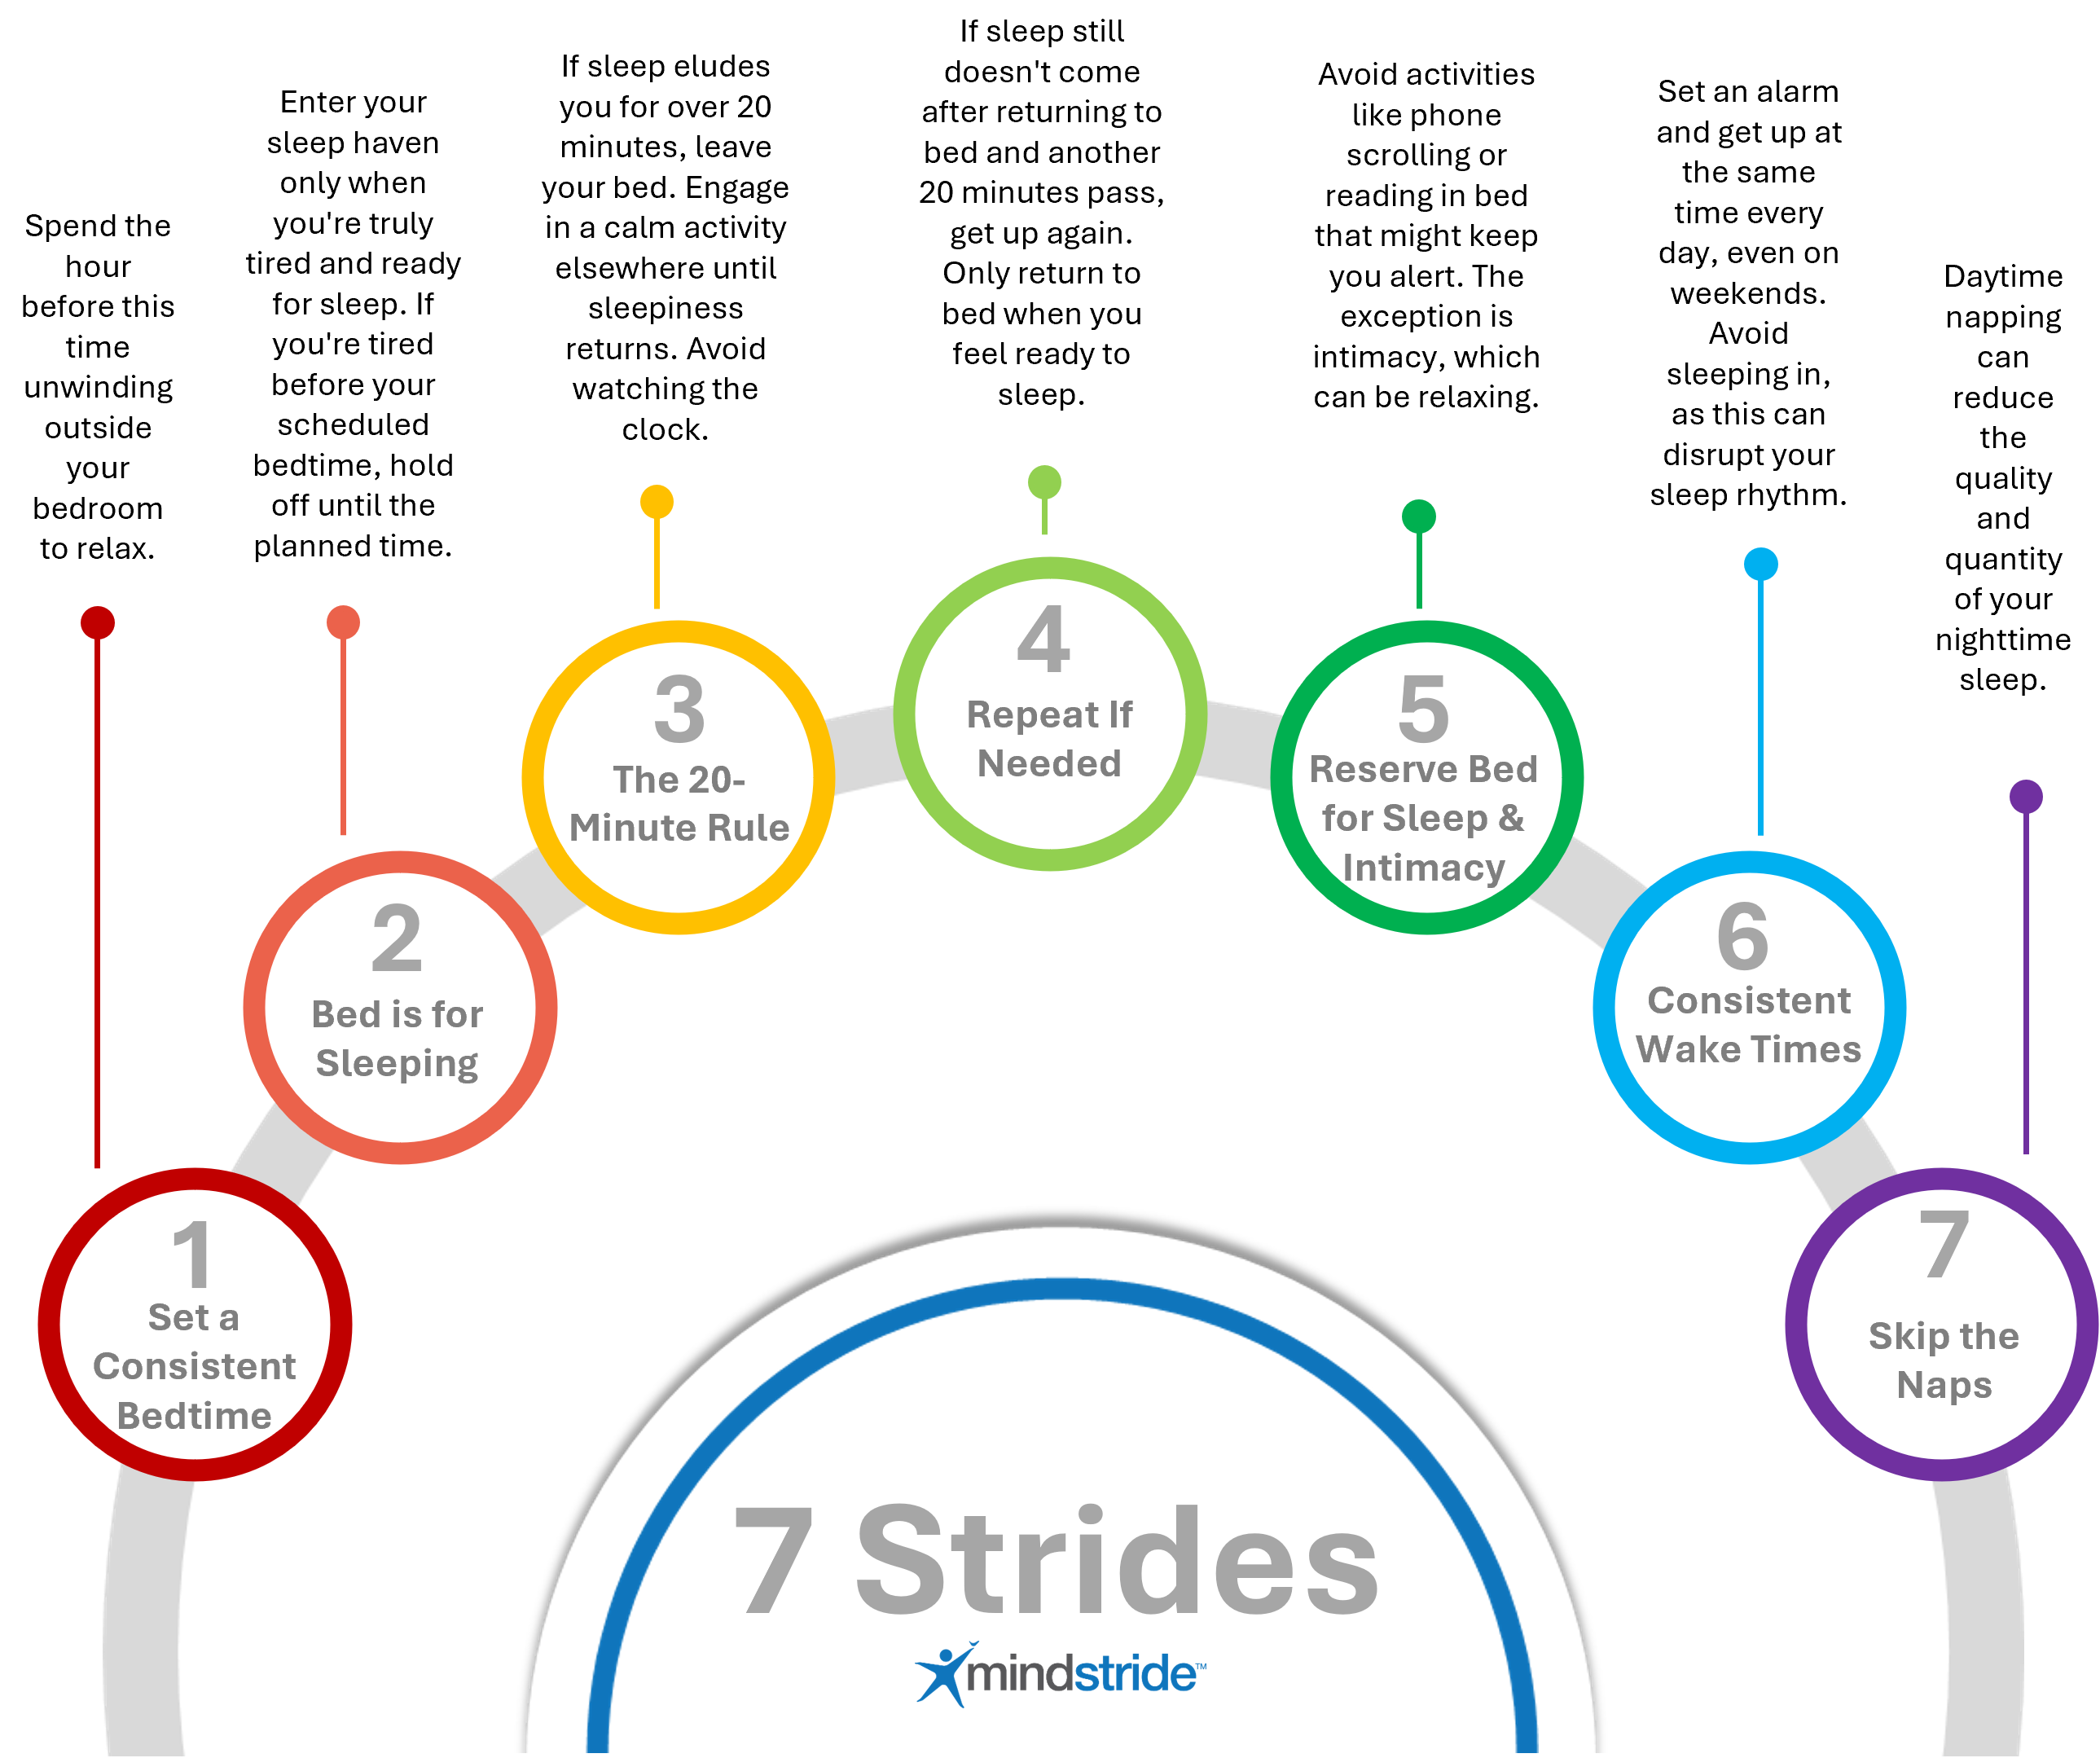 Spend the
hour
before this
time
unwinding
outside
your
bedroom
to relax.
1
Set a
Consistent
Bedtime
Enter your
sleep haven
only when
you're truly
tired and ready
for sleep. If
you're tired
before your
scheduled
bedtime, hold
off until the
planned time.
2
Bed is for
Sleeping
If sleep eludes
you for over 20
minutes, leave
your bed. Engage
in a calm activity
elsewhere until
sleepiness
returns. Avoid
watching the
clock.
3
The 20-
Minute Rule
If sleep still
doesn't come
after returning to
bed and another
20 minutes pass,
get up again.
Only return to
bed when you
feel ready to
sleep.
4
Repeat If
Needed
Avoid activities
like phone
scrolling or
reading in bed
that might keep
you alert. The
exception is
intimacy, which
can be relaxing.
5
Reserve Bed
for Sleep &
Intimacy
Set an alarm
and get up at
the same
time every
day, even on
weekends.
Avoid
sleeping in,
as this can
disrupt your
sleep rhythm.
6
Consistent
Wake Times
Daytime
napping
can
reduce
the
quality
and
quantity
of your
nighttime
sleep.
7
Skip the
Naps
7 Strides
mindstride™